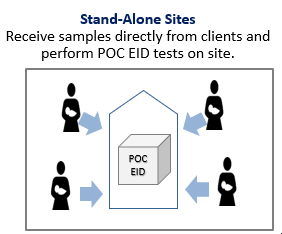 Stand-Alone Sites
Receive samples directly from clients and
perform POC EID tests on site.
POC
EID